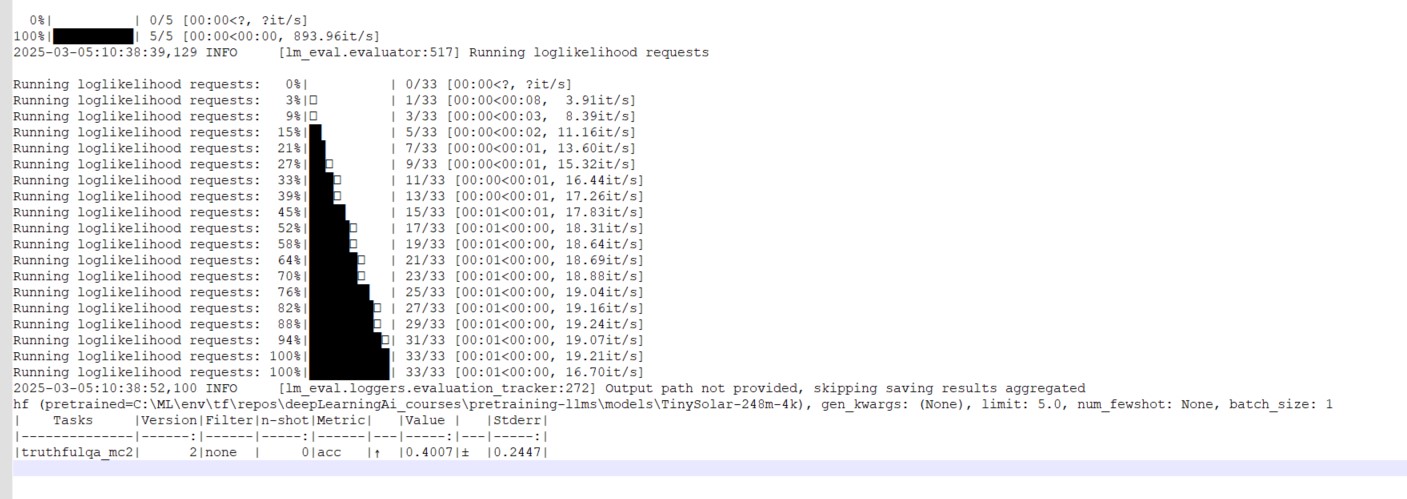 0%|          | 0/5 [00:00<?, ?it/s]
100%|██████████| 5/5 [00:00<00:00, 893.96it/s]
2025-03-05:10:38:39,129 INFO     [lm_eval.evaluator:517] Running loglikelihood requests
Running loglikelihood requests:   0%|          | 0/33 [00:00<?, ?it/s]
Running loglikelihood requests:   3%|□         | 1/33 [00:00<00:08,  3.91it/s]
Running loglikelihood requests:   9%|□         | 3/33 [00:00<00:03,  8.39it/s]
Running loglikelihood requests:  15%|█         | 5/33 [00:00<00:02, 11.16it/s]
Running loglikelihood requests:  21%|██        | 7/33 [00:00<00:01, 13.60it/s]
Running loglikelihood requests:  27%|██□       | 9/33 [00:00<00:01, 15.32it/s]
Running loglikelihood requests:  33%|███□      | 11/33 [00:00<00:01, 16.44it/s]
Running loglikelihood requests:  39%|███□      | 13/33 [00:00<00:01, 17.26it/s]
Running loglikelihood requests:  45%|████      | 15/33 [00:01<00:01, 17.83it/s]
Running loglikelihood requests:  52%|█████□    | 17/33 [00:01<00:00, 18.31it/s]
Running loglikelihood requests:  58%|█████□    | 19/33 [00:01<00:00, 18.64it/s]
Running loglikelihood requests:  64%|██████□   | 21/33 [00:01<00:00, 18.69it/s]
Running loglikelihood requests:  70%|██████□   | 23/33 [00:01<00:00, 18.88it/s]
Running loglikelihood requests:  76%|███████   | 25/33 [00:01<00:00, 19.04it/s]
Running loglikelihood requests:  82%|████████□ | 27/33 [00:01<00:00, 19.16it/s]
Running loglikelihood requests:  88%|████████□ | 29/33 [00:01<00:00, 19.24it/s]
Running loglikelihood requests:  94%|█████████□| 31/33 [00:01<00:00, 19.07it/s]
Running loglikelihood requests: 100%|██████████| 33/33 [00:01<00:00, 19.21it/s]
Running loglikelihood requests: 100%|██████████| 33/33 [00:01<00:00, 16.70it/s]
2025-03-05:10:38:52,100 INFO     [lm_eval.loggers.evaluation_tracker:272] Output path not provided, skipping saving results aggregated
hf (pretrained=C:\ML\env\tf\repos\deepLearningAi_courses\pretraining-llms\models\TinySolar-248m-4k), gen_kwargs: (None), limit: 5.0, num_fewshot: None, batch_size: 1
|    Tasks     |Version|Filter|n-shot|Metric|   |Value |   |Stderr|
|--------------|------:|------|-----:|------|---|-----:|---|-----:|
|truthfulqa_mc2|      2|none  |     0|acc   |↑  |0.4007|±  |0.2447|